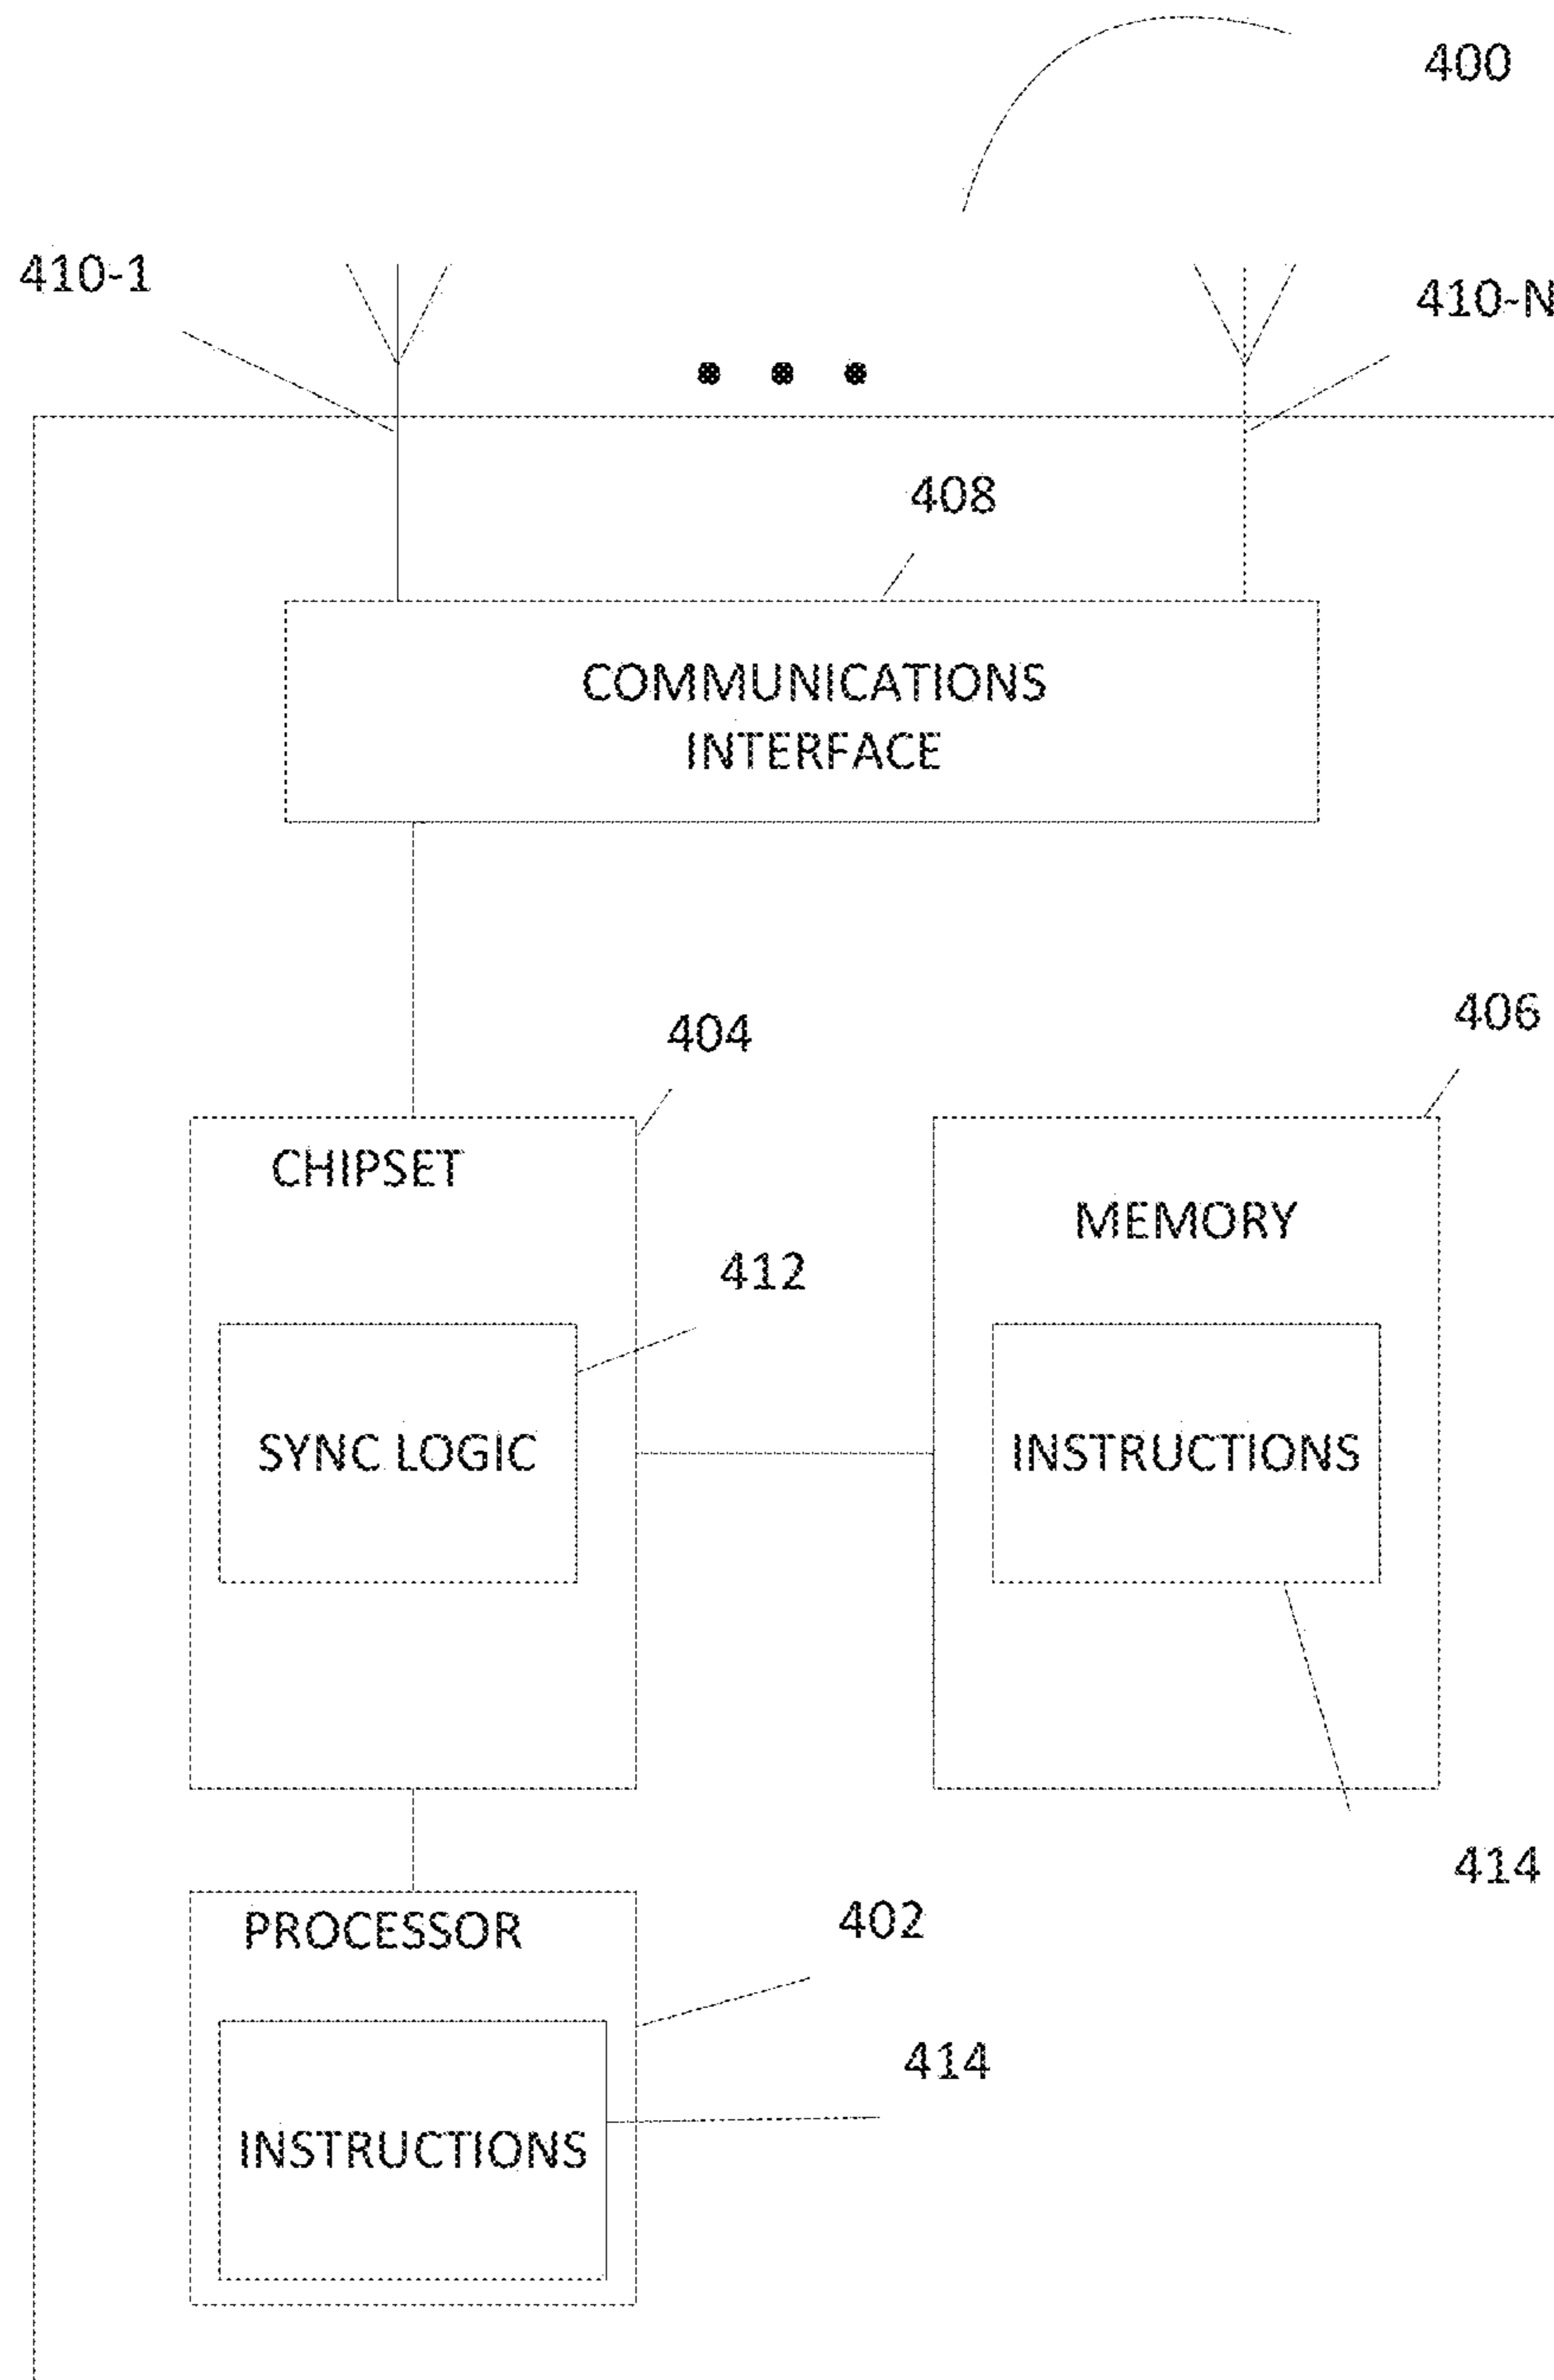 400
410-1
410-N
408
COMMUNICATIONS
INTERFACE
404
406
CHIPSET
MEMORY
412
SYNC LOGIC
INSTRUCTIONS
414
PROCESSOR
402
414
INSTRUCTIONS